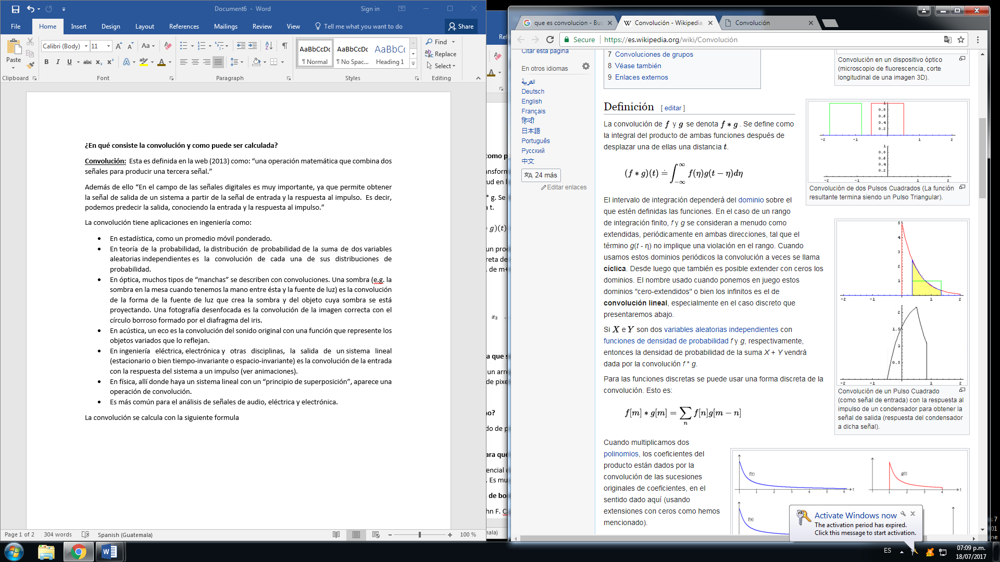 Document6 - Word
Sign in
File Home Insert Design Layout References Mailings Review View Tell me what you want to do Share
Paste
Clipboard
Calibri (Body) 11
Font
Paragraph
AaBbCcDc AaBbCcDc AaBbCc
¶ Normal ¶ No Spac... Heading 1
Styles
Find
Replace
Select
Editing
¿En qué consiste la convolución y como puede ser calculada?
Convolución: Esta es definida en la web (2013) como: “una operación matemática que combina dos
señales para producir una tercera señal.”
Además de ello “En el campo de las señales digitales es muy importante, ya que permite obtener
la señal de salida de un sistema a partir de la señal de entrada y la respuesta al impulso. Es decir,
podemos predecir la salida, conociendo la entrada y la respuesta al impulso.”
La convolución tiene aplicaciones en ingeniería como:
• En estadística, como un promedio móvil ponderado.
• En teoría de la probabilidad, la distribución de probabilidad de la suma de dos variables
aleatorias independientes es la convolución de cada una de sus distribuciones de
probabilidad.
• En óptica, muchos tipos de “manchas” se describen con convoluciones. Una sombra (e.g. la
sombra en la mesa cuando tenemos la mano entre ésta y la fuente de luz) es la convolución
de la forma de la fuente de luz que crea la sombra y del objeto cuya sombra se está
proyectando. Una fotografía desenfocada es la convolución de la imagen correcta con el
círculo borroso formado por el diafragma del iris.
• En acústica, un eco es la convolución del sonido original con una función que represente los
objetos variados que lo reflejan.
• En ingeniería eléctrica, electrónica y otras disciplinas, la salida de un sistema lineal
(estacionario o bien tiempo-invariante o espacio-invariante) es la convolución de la entrada
con la respuesta del sistema a un impulso (ver animaciones).
• En física, allí donde haya un sistema lineal con un “principio de superposición”, aparece una
operación de convolución.
• Es más común para el análisis de señales de audio, eléctrica y electrónica.
La convolución se calcula con la siguiente formula
Page 1 of 2 304 words Spanish (Guatemala) 100 %
que es convolucion - Bus
Convolución - Wikipedia,
Convolución
Secure https://es.wikipedia.org/wiki/Convolución
Citar esta página
En otros idiomas
العربية
Deutsch
English
Français
हिन्दी
日本語
Português
Русский
中文
24 más
Editar enlaces
7 Convoluciones de grupos
8 Véase también
9 Enlaces externos
Definición [ editar ]
La convolución de f y g se denota f * g. Se define como
la integral del producto de ambas funciones después de
desplazar una de ellas una distancia t.
(f * g)(t) ≐ ∫_{-∞}^{∞} f(η)g(t − η)dη
El intervalo de integración dependerá del dominio sobre el
que estén definidas las funciones. En el caso de un rango
de integración finito, f y g se consideran a menudo como
extendidas, periódicamente en ambas direcciones, tal que el
término g(t - η) no implique una violación en el rango. Cuando
usamos estos dominios periódicos la convolución a veces se llama
cíclica. Desde luego que también es posible extender con ceros los
dominios. El nombre usado cuando ponemos en juego estos
dominios "cero-extendidos" o bien los infinitos es el de
convolución lineal, especialmente en el caso discreto que
presentaremos abajo.
Si X e Y son dos variables aleatorias independientes con
funciones de densidad de probabilidad f y g, respectivamente,
entonces la densidad de probabilidad de la suma X + Y vendrá
dada por la convolución f * g.
Para las funciones discretas se puede usar una forma discreta de la
convolución. Esto es:
f[m] * g[m] = ∑_n f[n]g[m − n]
Cuando multiplicamos dos
polinomios, los coeficientes del
producto están dados por la
convolución de las sucesiones
originales de coeficientes, en el
sentido dado aquí (usando
extensiones con ceros como hemos
mencionado).
Convolución en un dispositivo óptico
(microscopio de fluorescencia, corte
longitudinal de una imagen 3D).
Convolución de dos Pulsos Cuadrados (La función
resultante termina siendo un Pulso Triangular).
Convolución de un Pulso Cuadrado
(como señal de entrada) con la respuesta al
impulso de un condensador para obtener la
señal de salida (respuesta del condensador
a dicha señal).
f(t)
g(t)
f(t)
Activate Windows now
The activation period has expired.
Click this message to start activation.
ES
07:09 p.m.
18/07/2017